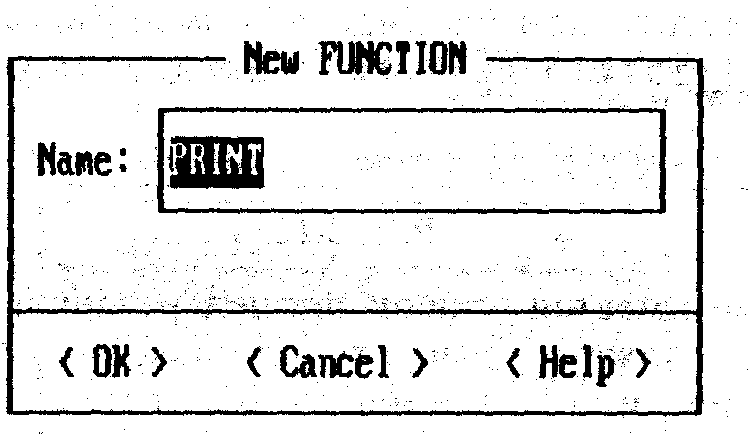 New FUNCTION
Name: PRINT
< OK > < Cancel > < Help >